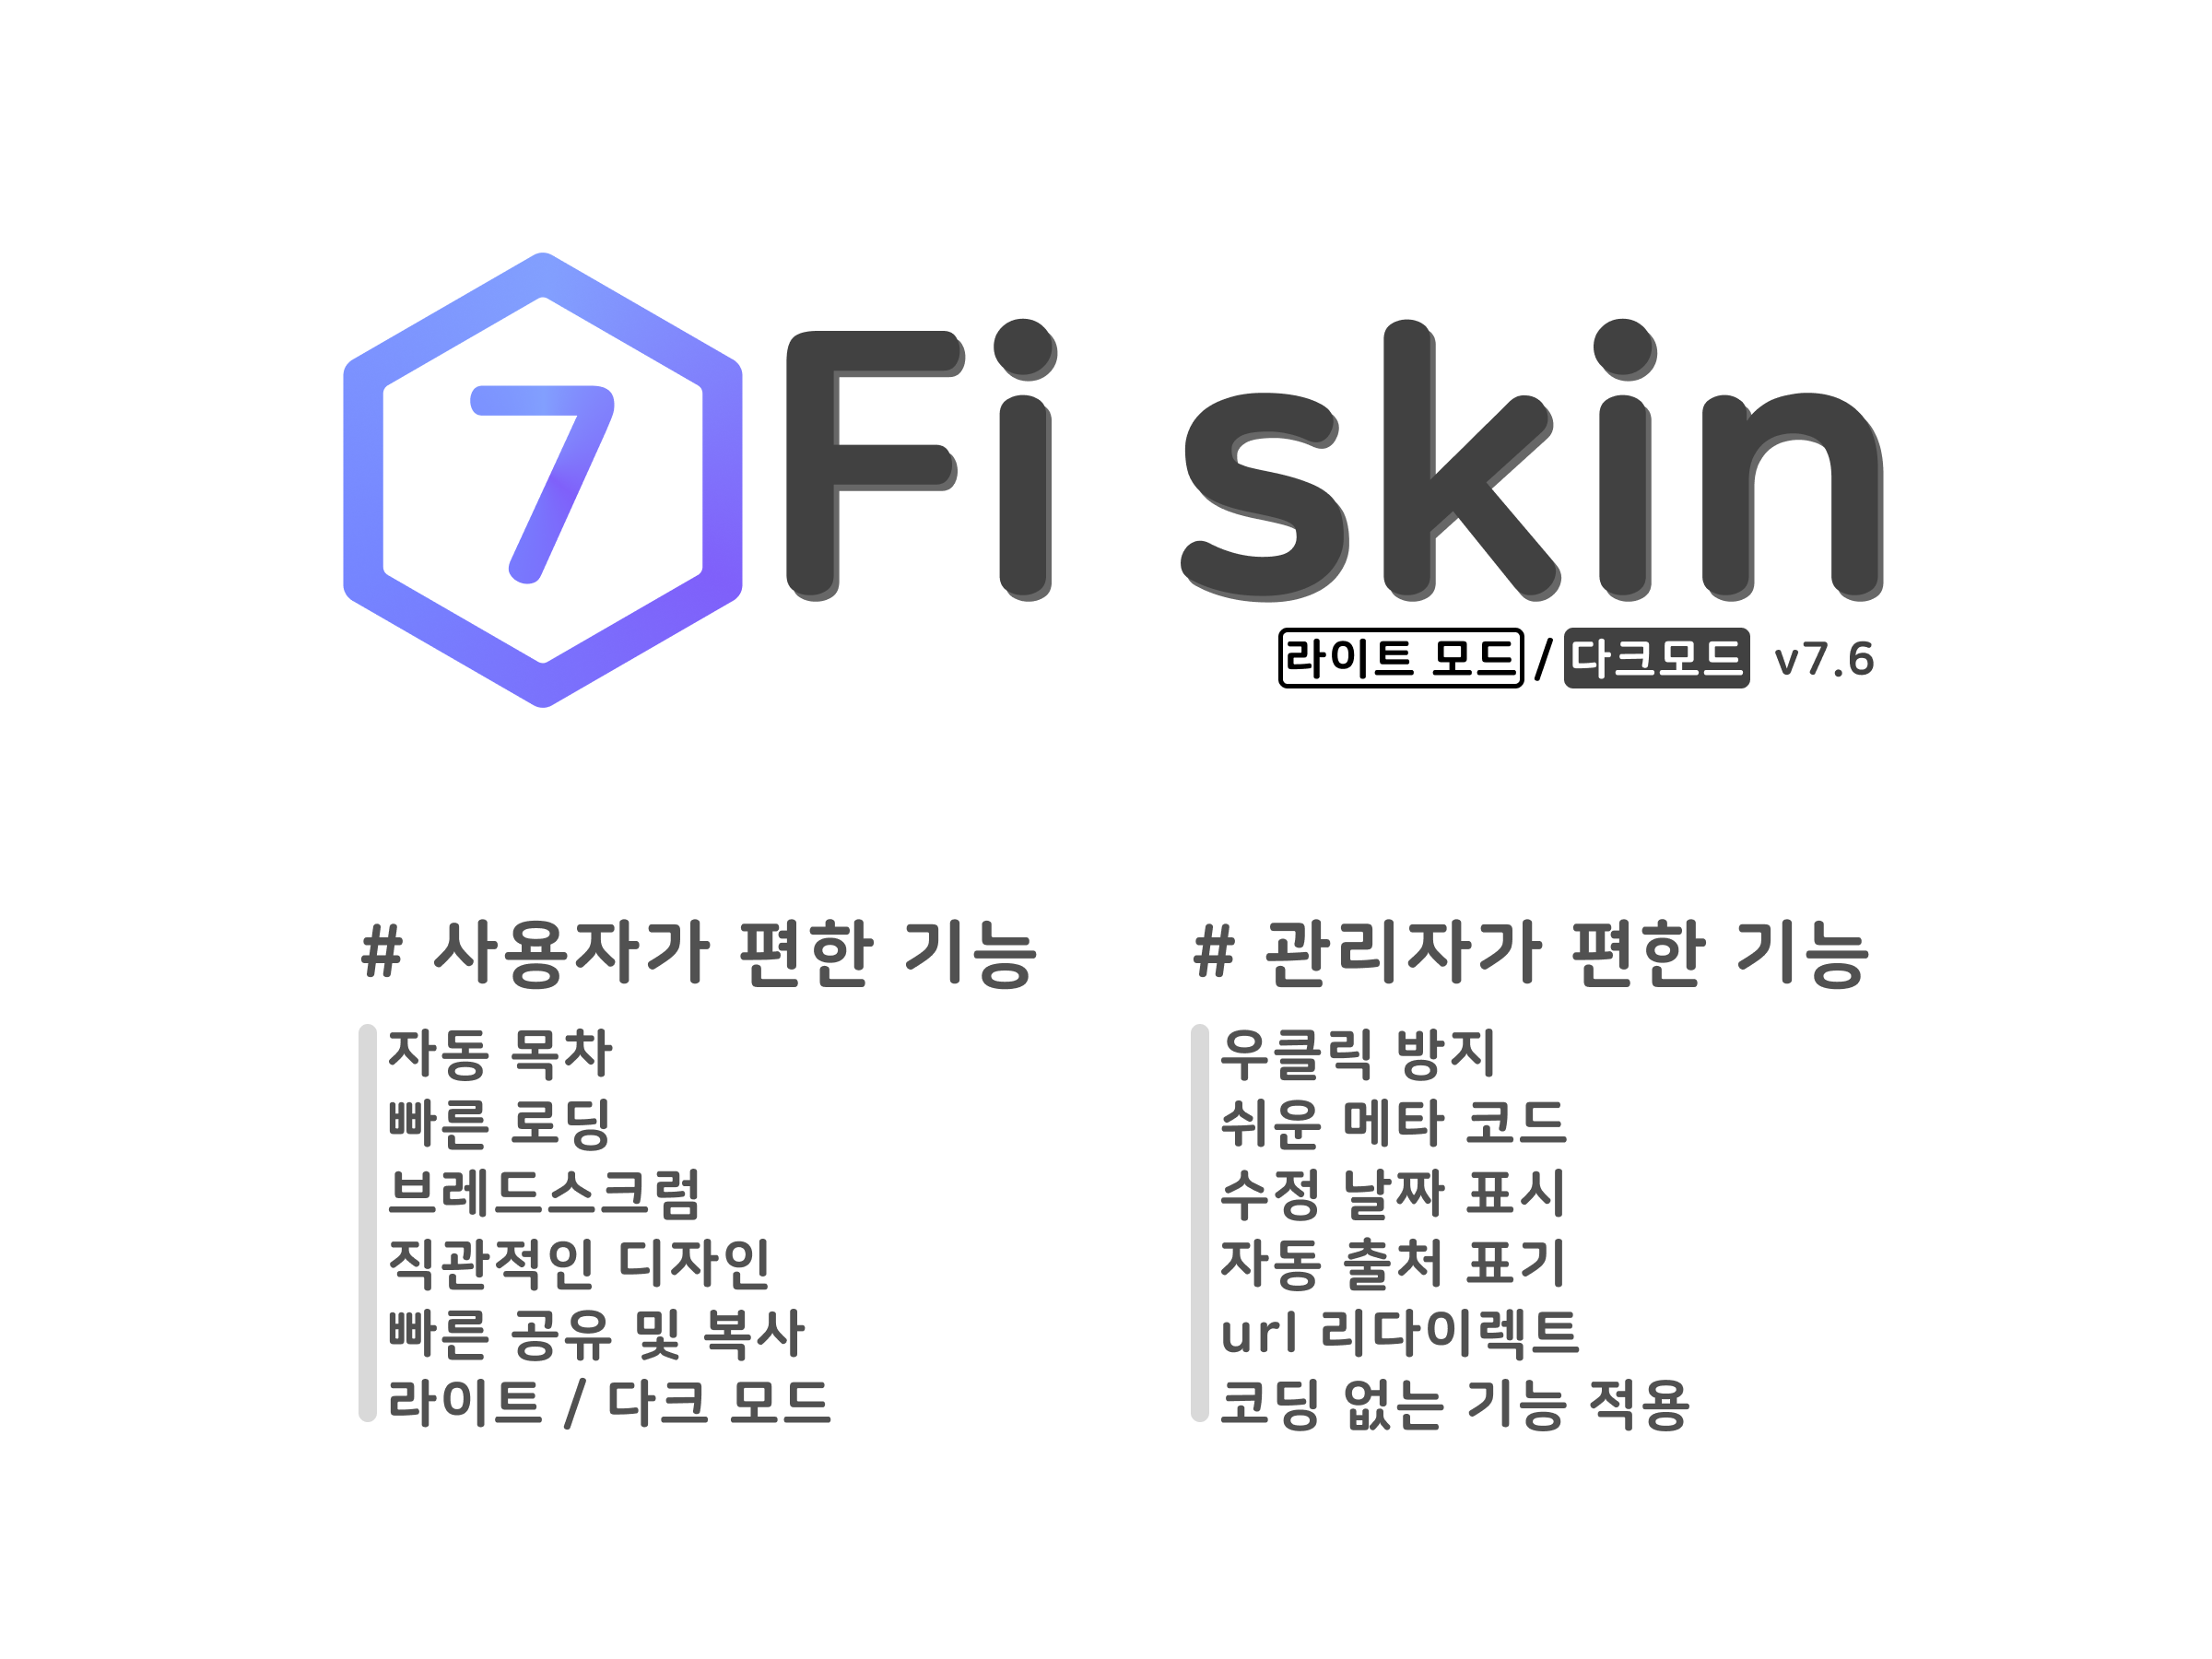 7 Fi skin
라이트 모드/다크모드 v7.6
# 사용자가 편한 기능
자동 목차
빠른 로딩
브레드스스크럼
직관적인 디자인
빠른 공유 및 복사
라이트 / 다크 모드
# 관리자가 편한 기능
우클릭 방지
쉬운 메타 코드
수정 날짜 표시
자동 출처 표기
url 리다이렉트
코딩 없는 기능 적용